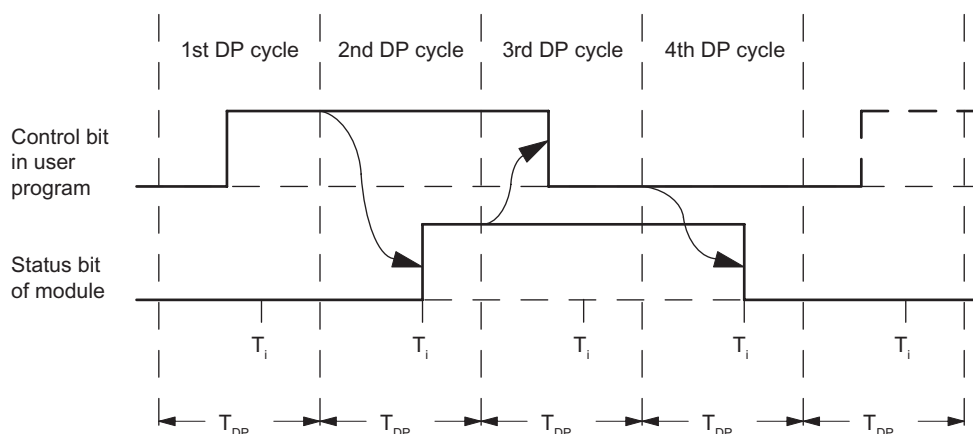 1st DP cycle 2nd DP cycle 3rd DP cycle 4th DP cycle
Control bit
in user
program
Status bit
of module
Ti Ti Ti Ti Ti
TDP TDP TDP TDP TDP